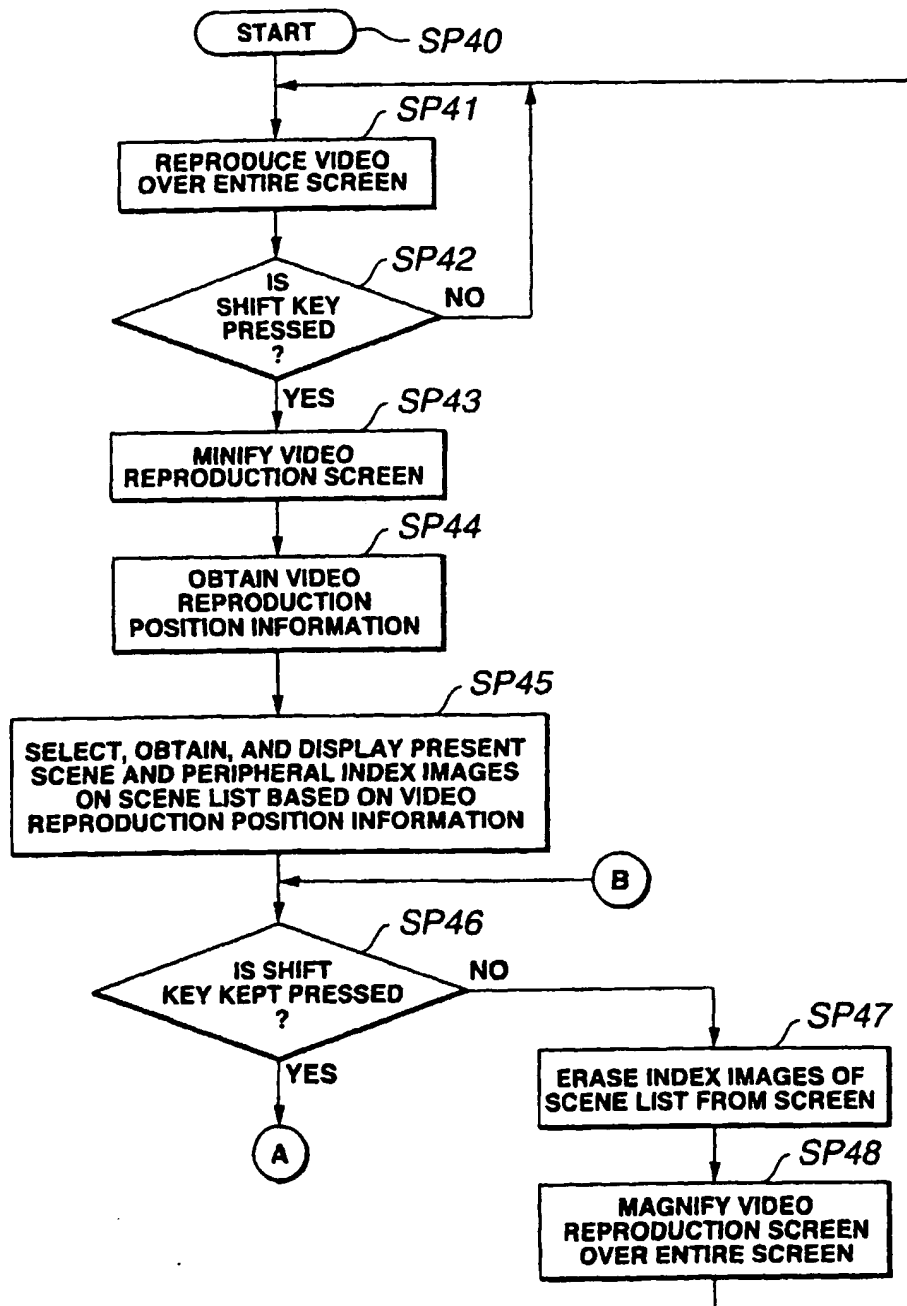 START
SP40
SP41
REPRODUCE VIDEO
OVER ENTIRE SCREEN
SP42
IS
SHIFT KEY
PRESSED
?
NO
YES
SP43
MINIFY VIDEO
REPRODUCTION SCREEN
SP44
OBTAIN VIDEO
REPRODUCTION
POSITION INFORMATION
SP45
SELECT, OBTAIN, AND DISPLAY PRESENT
SCENE AND PERIPHERAL INDEX IMAGES
ON SCENE LIST BASED ON VIDEO
REPRODUCTION POSITION INFORMATION
B
SP46
IS SHIFT
KEY KEPT PRESSED
?
NO
YES
A
SP47
ERASE INDEX IMAGES OF
SCENE LIST FROM SCREEN
SP48
MAGNIFY VIDEO
REPRODUCTION SCREEN
OVER ENTIRE SCREEN